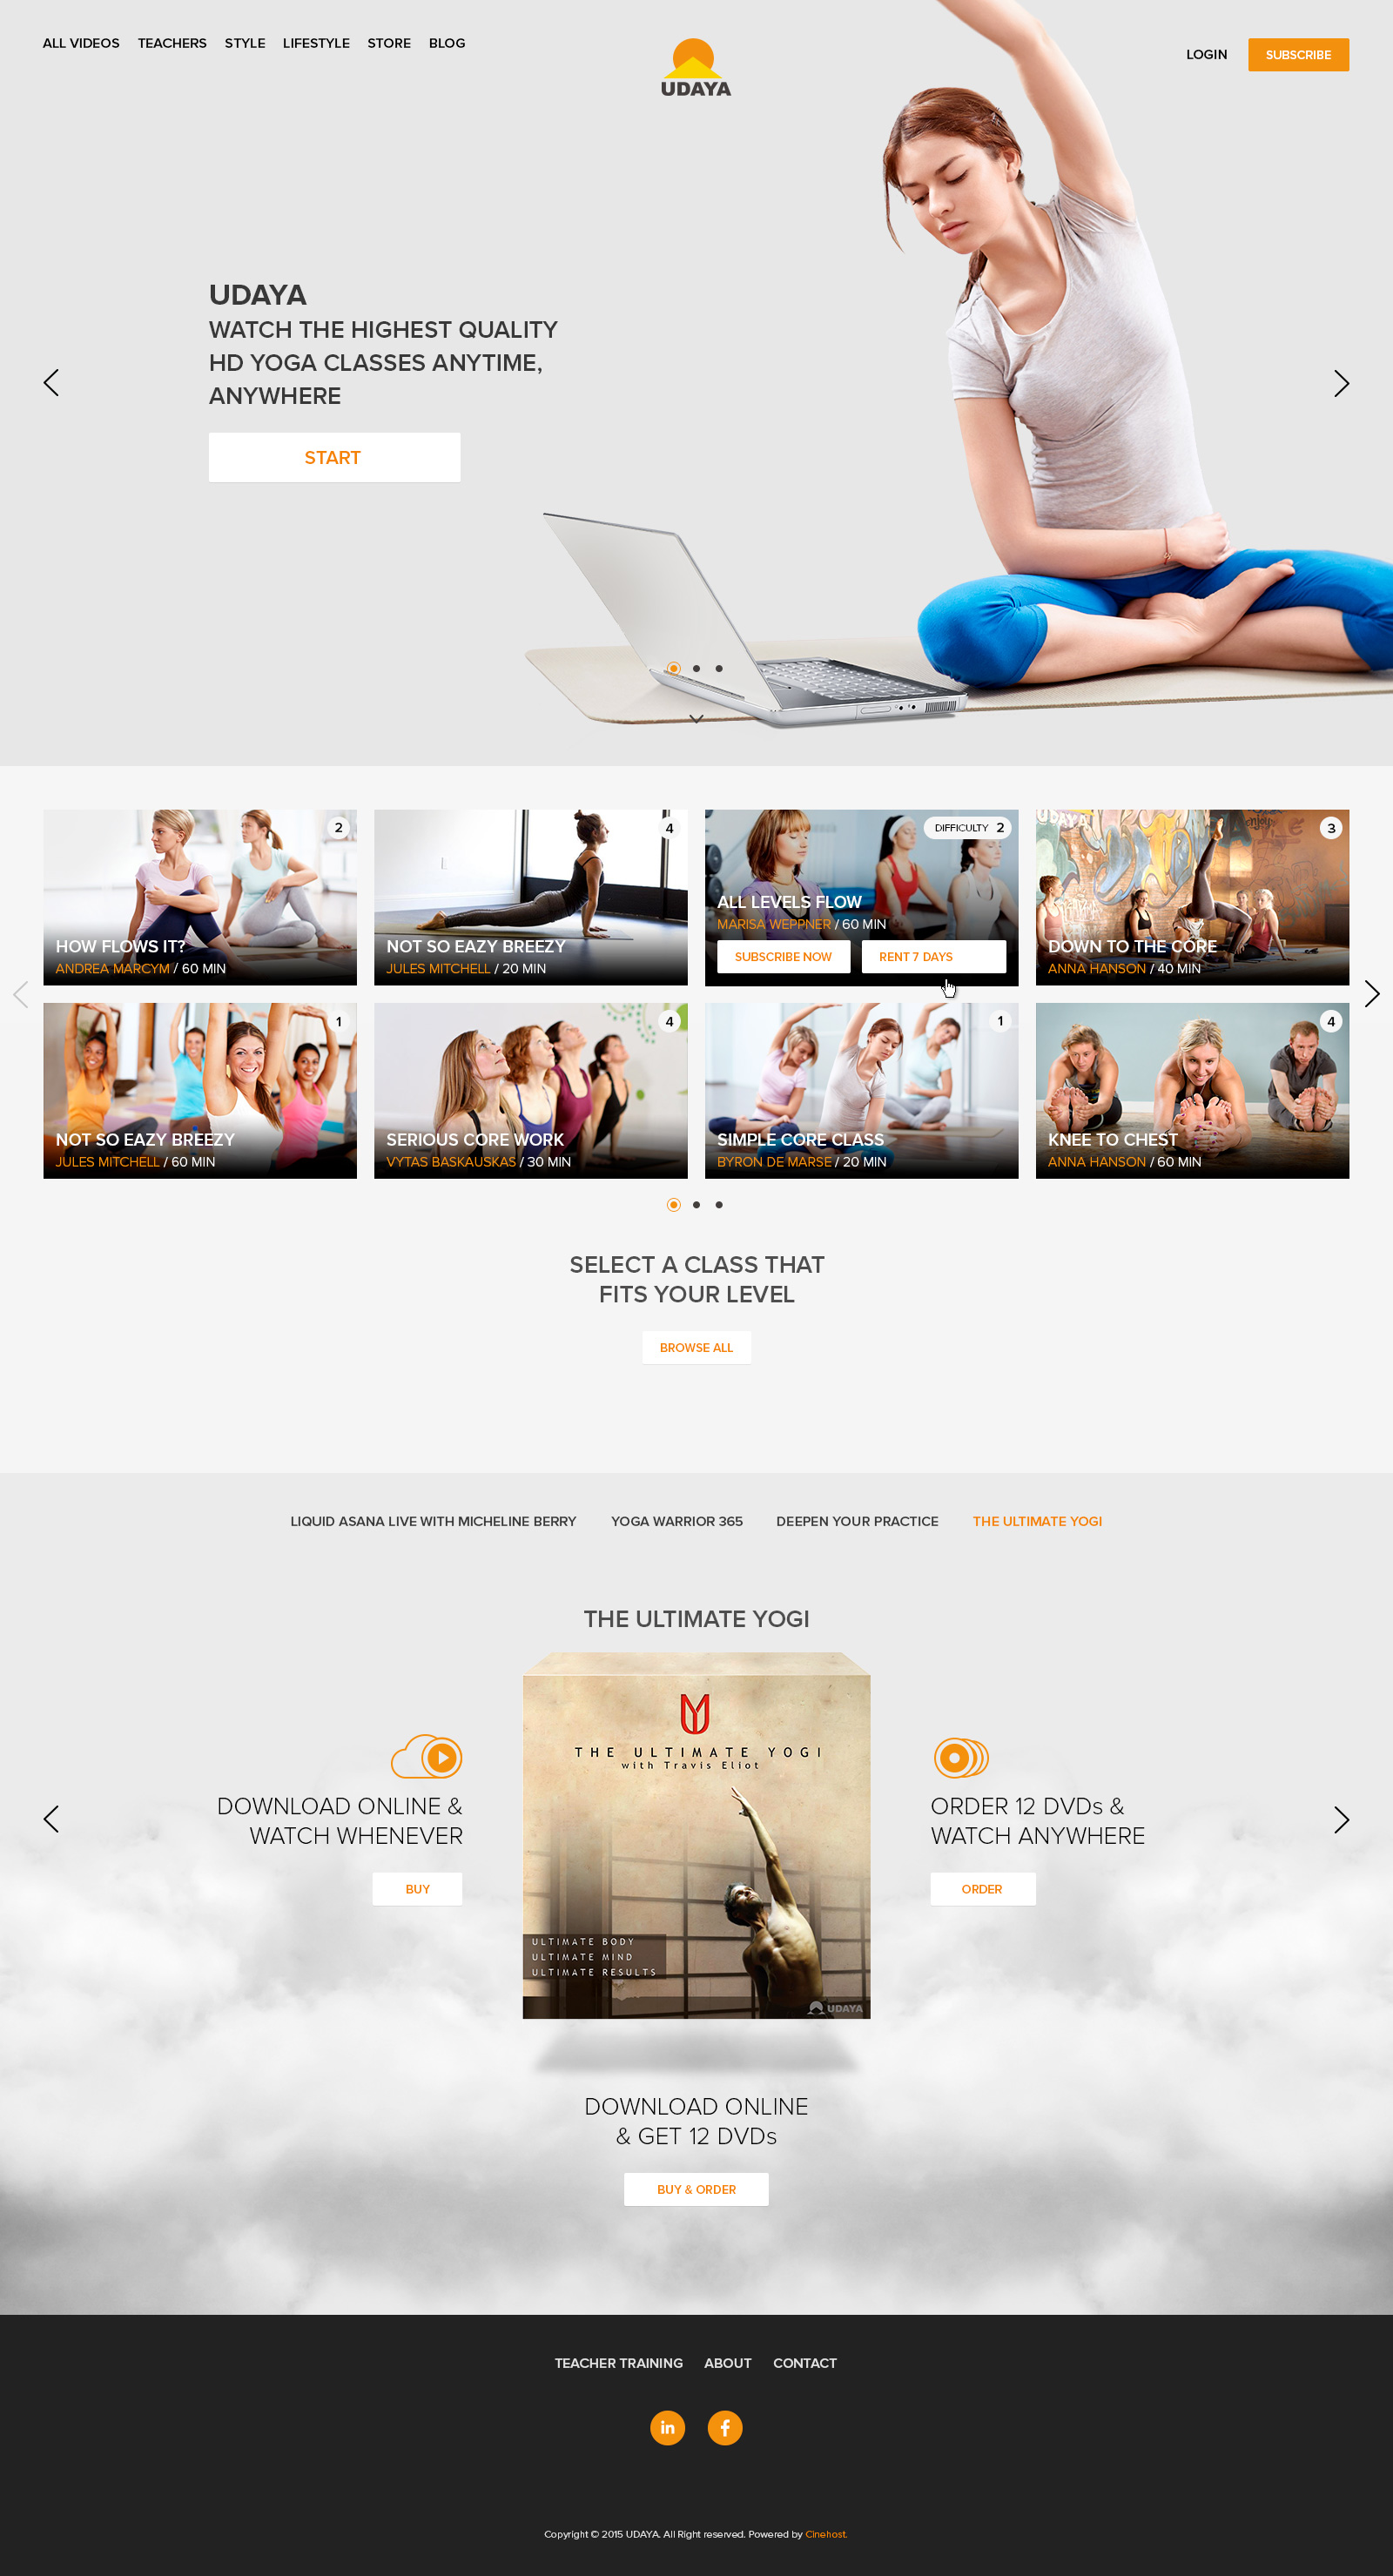 ALL VIDEOS TEACHERS STYLE LIFESTYLE STORE BLOG
UDAYA
LOGIN SUBSCRIBE
UDAYA
WATCH THE HIGHEST QUALITY
HD YOGA CLASSES ANYTIME,
ANYWHERE
START
2
HOW FLOWS IT?
ANDREA MARCYM / 60 MIN
4
NOT SO EAZY BREEZY
JULES MITCHELL / 20 MIN
DIFFICULTY 2
ALL LEVELS FLOW
MARISA WEPPNER / 60 MIN
SUBSCRIBE NOW RENT 7 DAYS
UDAYA
3
DOWN TO THE CORE
ANNA HANSON / 40 MIN
1
NOT SO EAZY BREEZY
JULES MITCHELL / 60 MIN
4
SERIOUS CORE WORK
VYTAS BASKAUSKAS / 30 MIN
1
SIMPLE CORE CLASS
BYRON DE MARSE / 20 MIN
4
KNEE TO CHEST
ANNA HANSON / 60 MIN
SELECT A CLASS THAT
FITS YOUR LEVEL
BROWSE ALL
LIQUID ASANA LIVE WITH MICHELINE BERRY YOGA WARRIOR 365 DEEPEN YOUR PRACTICE THE ULTIMATE YOGI
THE ULTIMATE YOGI
THE ULTIMATE YOGI
with Travis Eliot
ULTIMATE BODY
ULTIMATE MIND
ULTIMATE RESULTS
UDAYA
DOWNLOAD ONLINE &
WATCH WHENEVER
BUY
ORDER 12 DVDs &
WATCH ANYWHERE
ORDER
DOWNLOAD ONLINE
& GET 12 DVDs
BUY & ORDER
TEACHER TRAINING ABOUT CONTACT
in f
Copyright © 2015 UDAYA. All Right reserved. Powered by Cinehost.